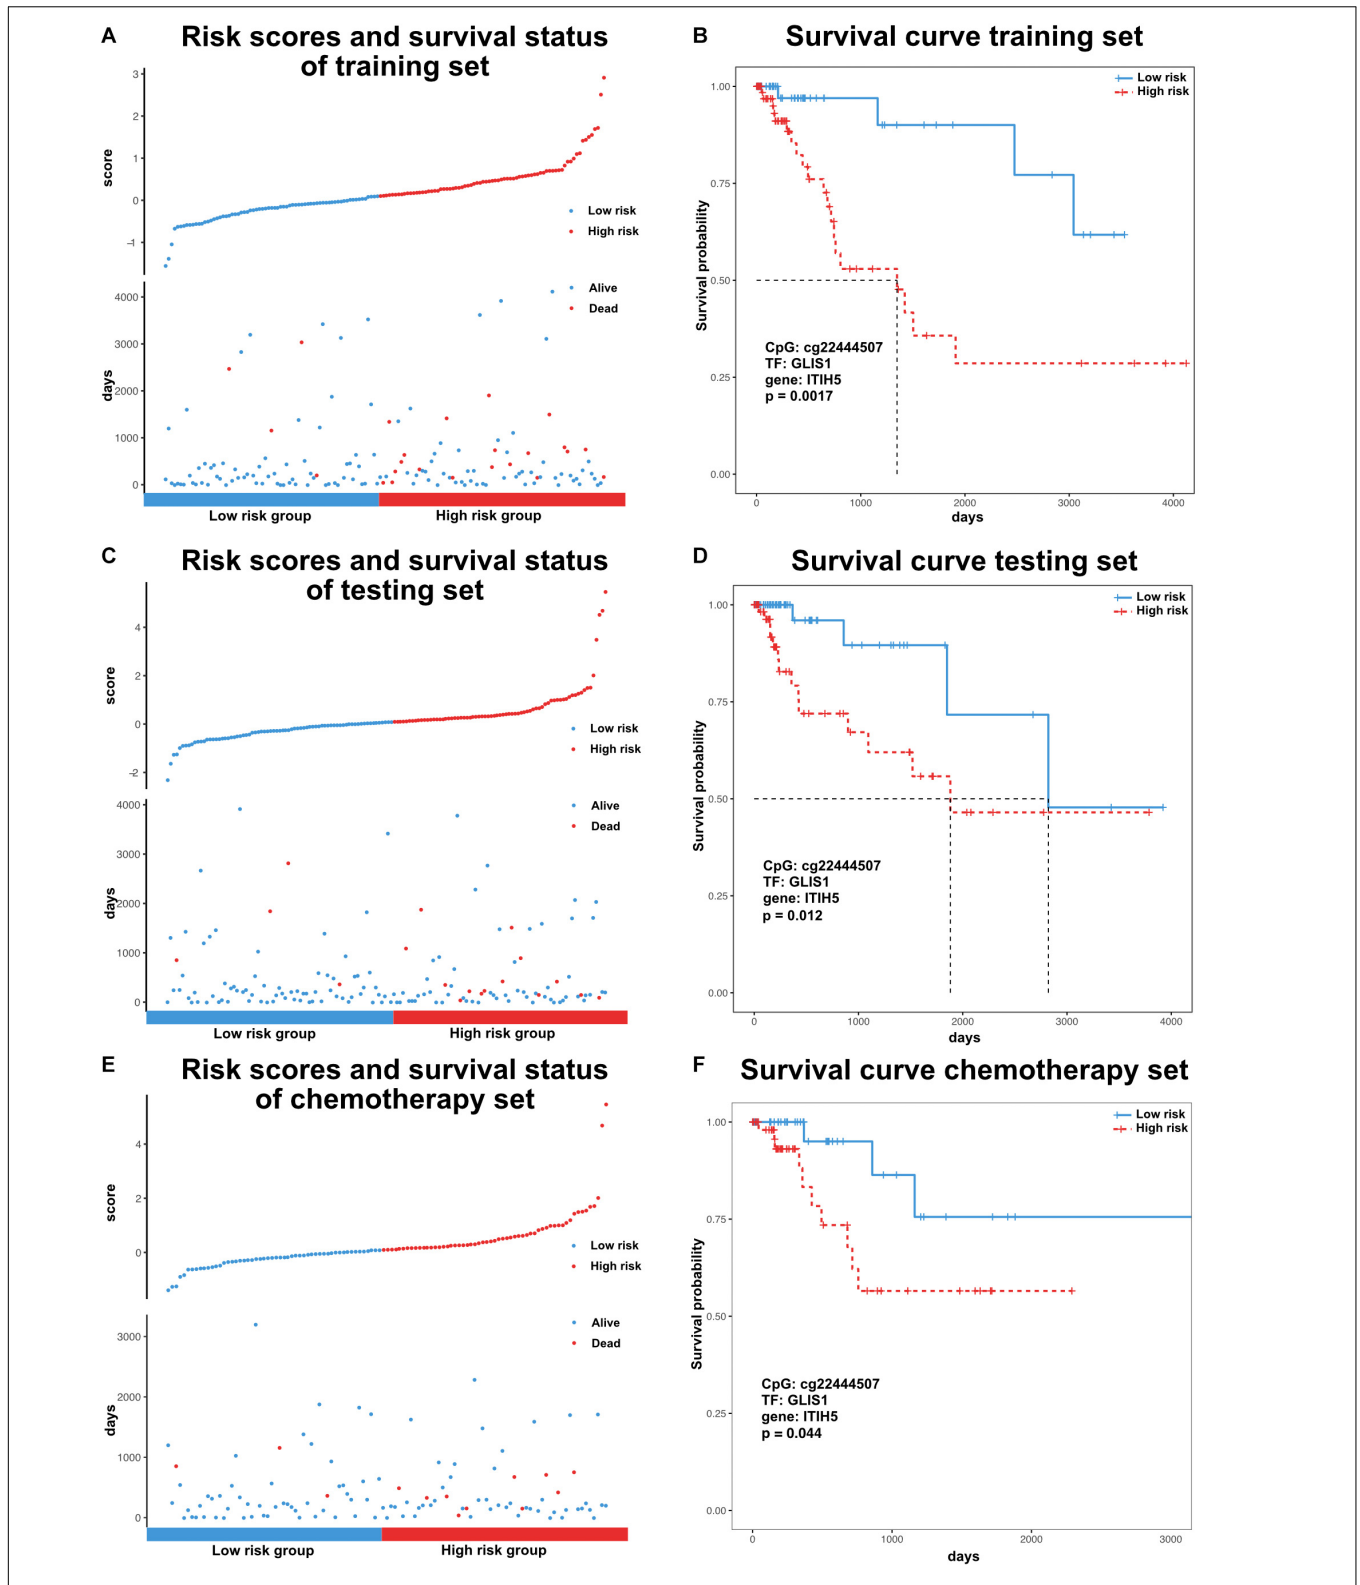 A
Risk scores and survival status
of training set
3
2
1
0
−1
score
Low risk
High risk
4000
3000
2000
1000
0
days
Alive
Dead
Low risk group
High risk group
B
Survival curve training set
Low risk
High risk
1.00
0.75
0.50
0.25
0.00
Survival probability
CpG: cg22444507
TF: GLIS1
gene: ITIH5
p = 0.0017
0
1000
2000
3000
4000
days
C
Risk scores and survival status
of testing set
4
2
0
−2
score
Low risk
High risk
4000
3000
2000
1000
0
days
Alive
Dead
Low risk group
High risk group
D
Survival curve testing set
Low risk
High risk
1.00
0.75
0.50
0.25
0.00
Survival probability
CpG: cg22444507
TF: GLIS1
gene: ITIH5
p = 0.012
0
1000
2000
3000
4000
days
E
Risk scores and survival status
of chemotherapy set
4
2
0
score
Low risk
High risk
3000
2000
1000
0
days
Alive
Dead
Low risk group
High risk group
F
Survival curve chemotherapy set
Low risk
High risk
1.00
0.75
0.50
0.25
0.00
Survival probability
CpG: cg22444507
TF: GLIS1
gene: ITIH5
p = 0.044
0
1000
2000
3000
days